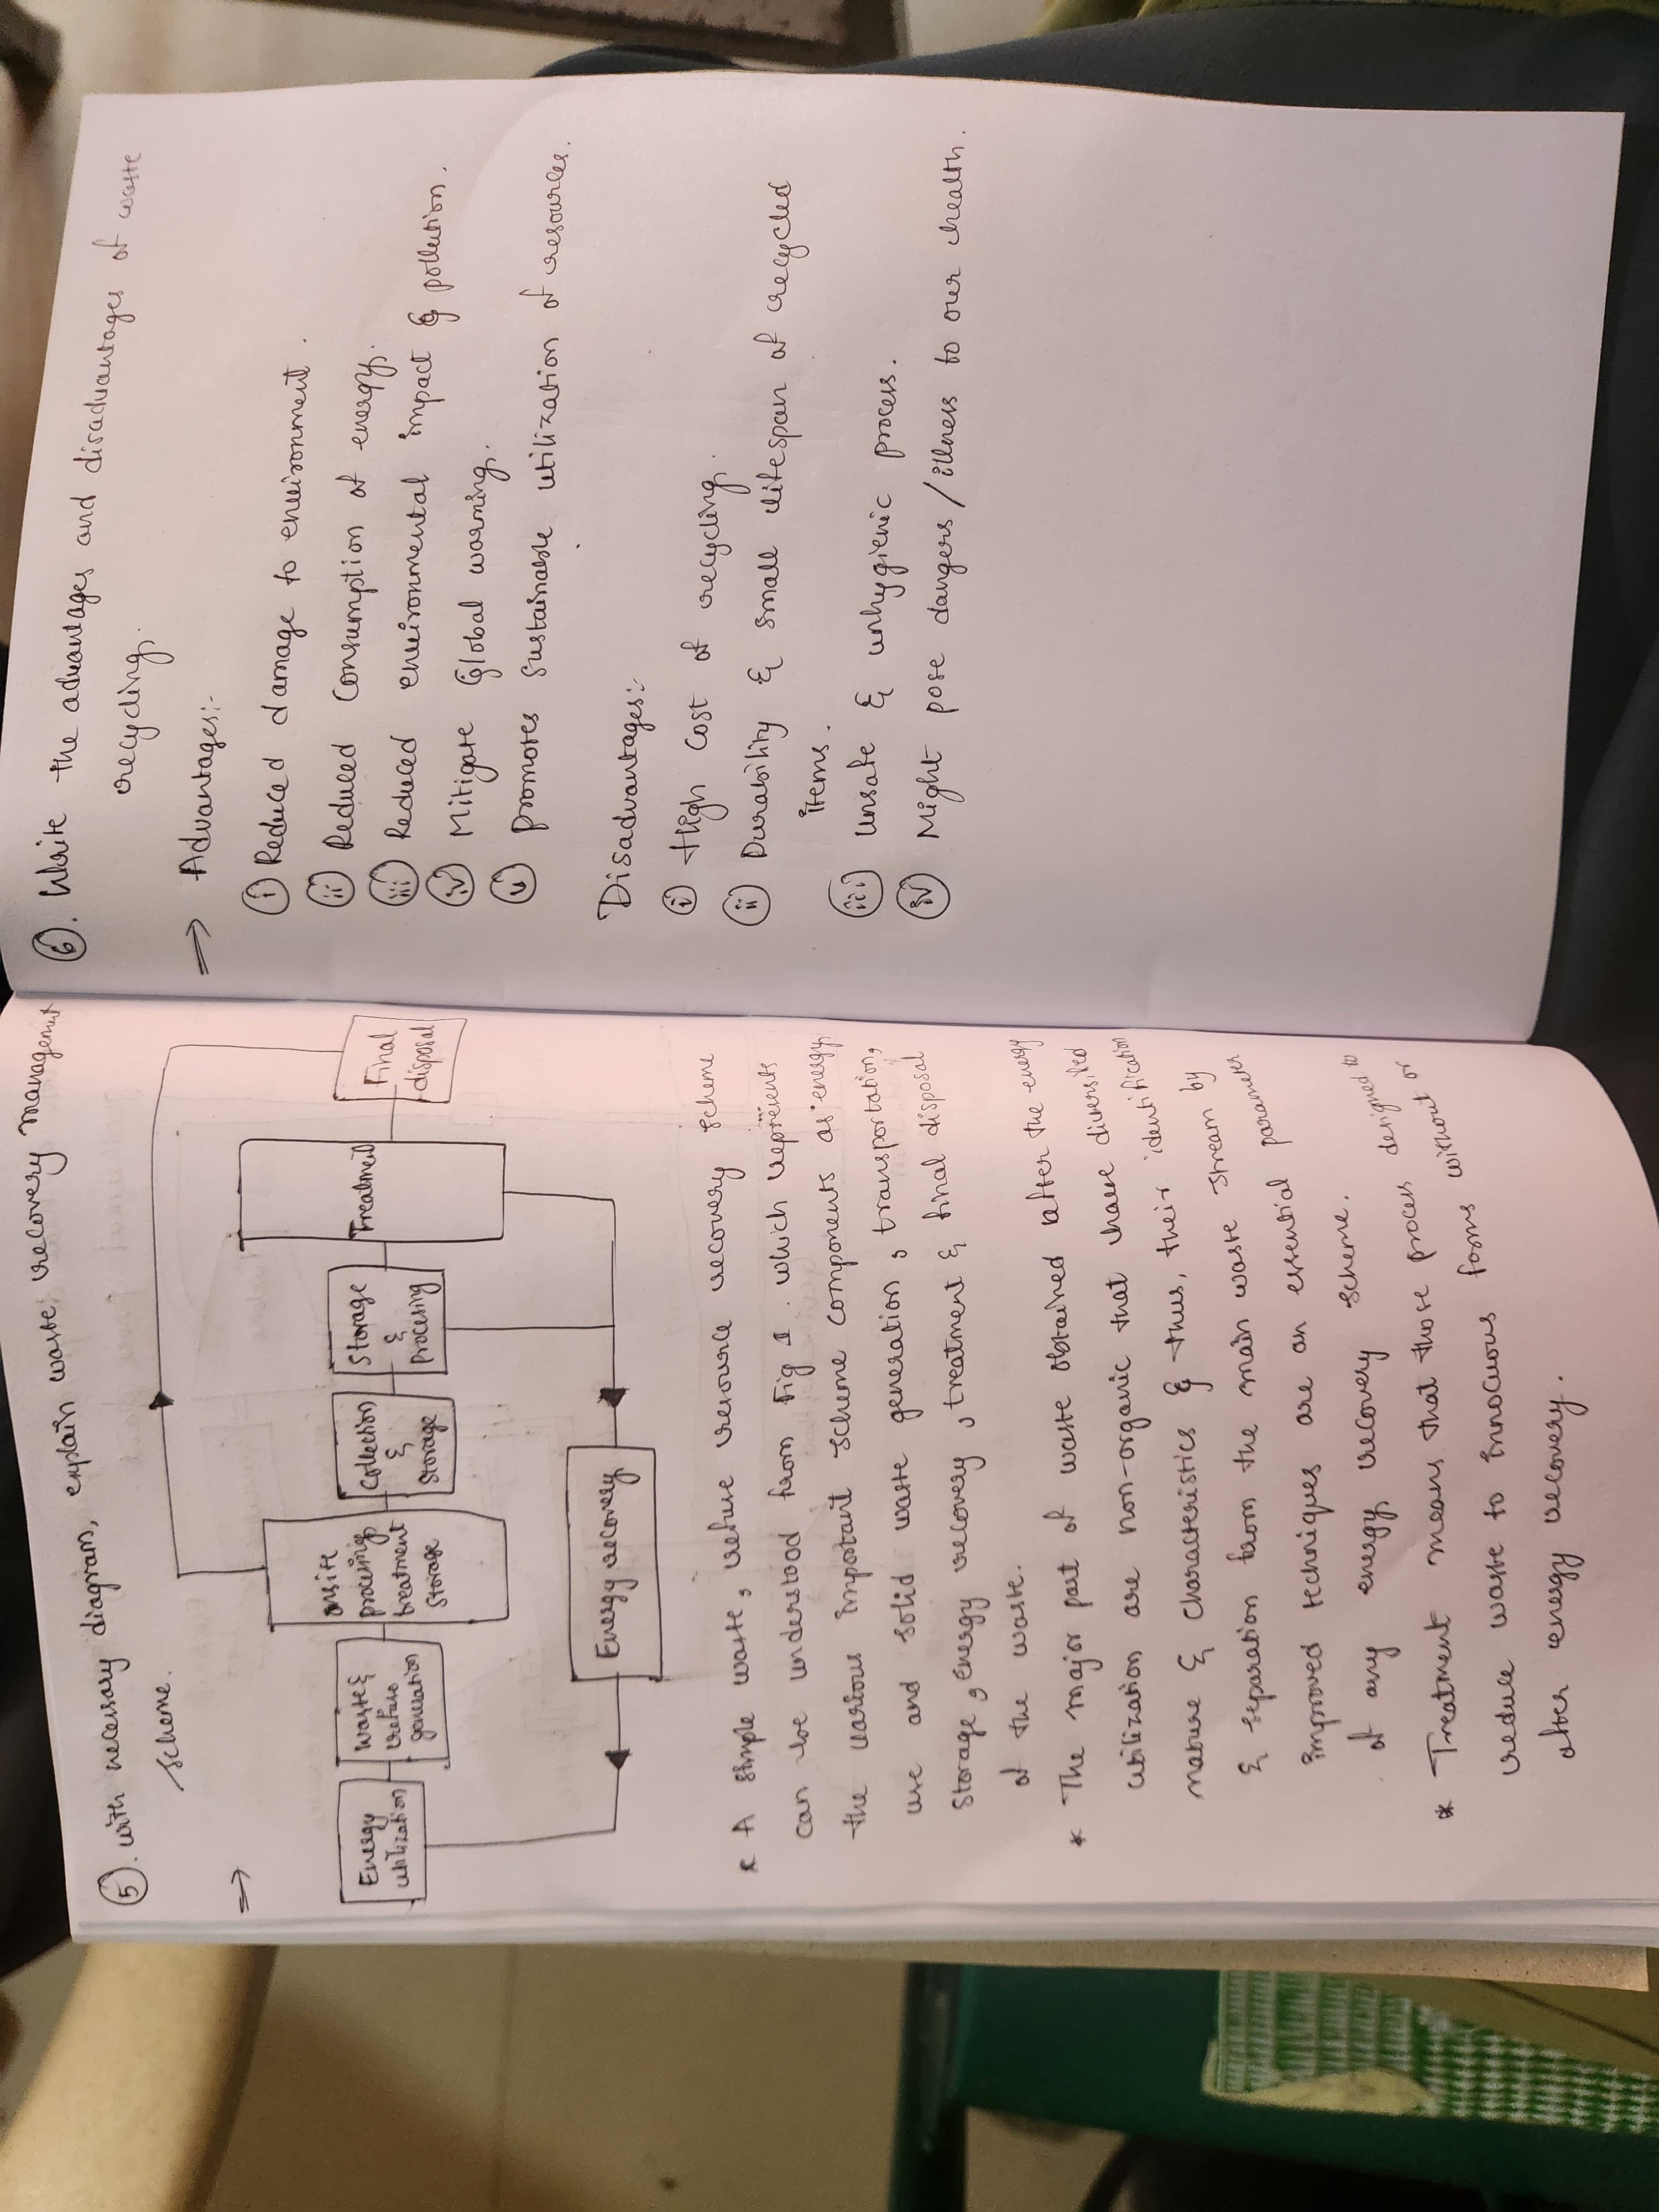 5. with necessary diagram, explain waste recovery management
scheme.
⇒
Energy
utilization
waste &
refuse
generation
onsite
processing
treatment
storage
Collection
&
storage
Storage
&
Procesing
Treatment
Final
disposal
Energy recovery
* A simple waste, refuse resource recovery scheme
can be understood from Fig 1. which represents
the various important scheme components as energy
use and solid waste generation, transportation,
storage, energy recovery, treatment & final disposal
of the waste.
* The major part of waste obtained after the energy
utilization are non-organic that have diversified
nature & characteristics & thus, their identification
& separation from the main waste stream by
improved techniques are an essential parameter
of any energy recovery scheme.
* Treatment means that those process designed to
reduce waste to innocuous forms without or
after energy recovery.
6. Write the advantages and disadvantages of waste
recycling.
⇒ Advantages:-
i Reduced damage to environment.
ii Reduced consumption of energy.
iii Reduced environmental impact & pollution.
iv Mitigate Global warming.
v promotes sustainable utilization of resources.
Disadvantages:-
i High cost of recycling.
ii Durability & small lifespan of recycled
items.
iii unsafe & unhygienic process.
iv Might pose dangers/illness to our health.